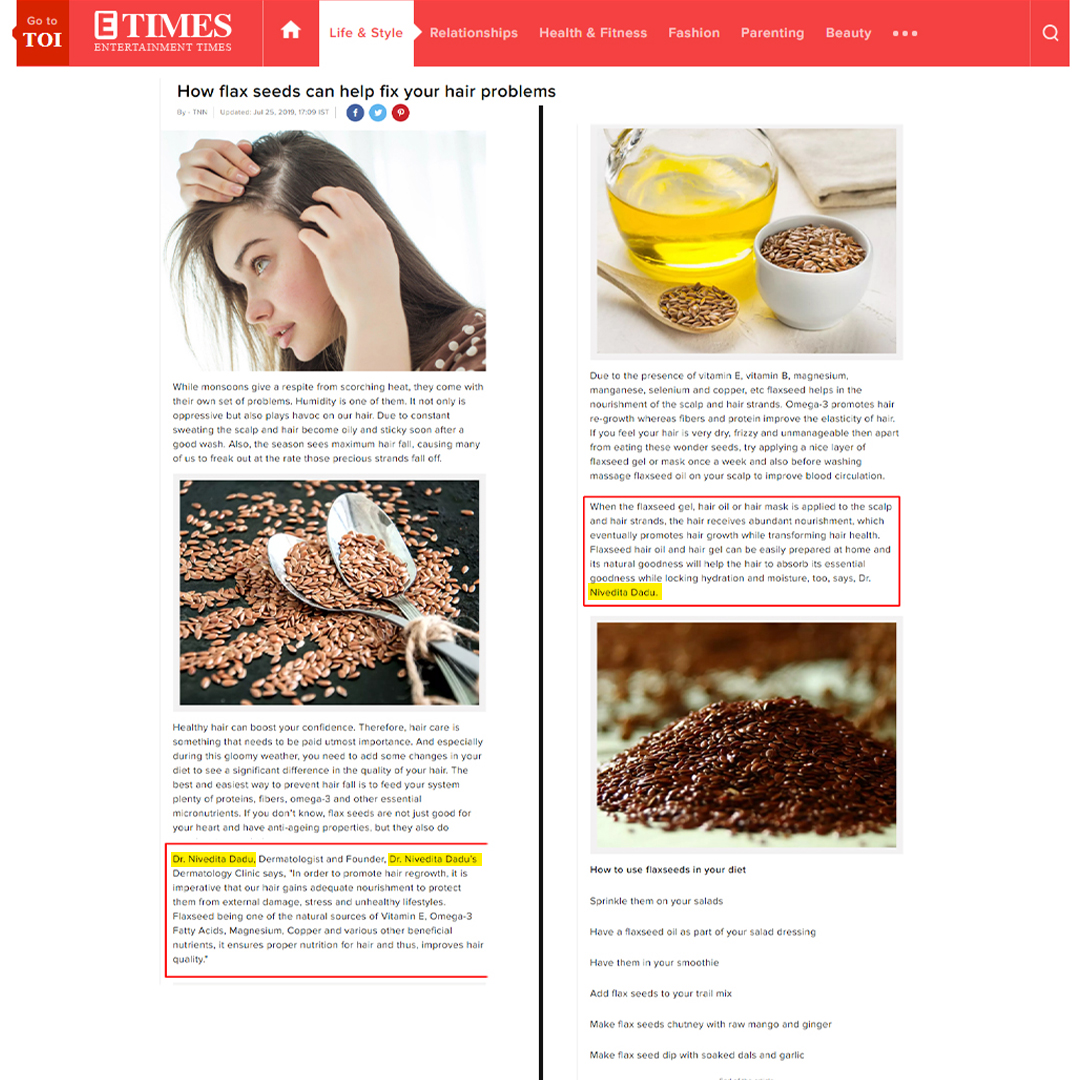 Go to
TOI
E TIMES
ENTERTAINMENT TIMES
Life & Style
Relationships
Health & Fitness
Fashion
Parenting
Beauty
How flax seeds can help fix your hair problems
By - TNN | Updated: Jul 25, 2019, 17:09 IST
While monsoons give a respite from scorching heat, they come with
their own set of problems. Humidity is one of them. It not only is
oppressive but also plays havoc on our hair. Due to constant
sweating the scalp and hair become oily and sticky soon after a
good wash. Also, the season sees maximum hair fall, causing many
of us to freak out at the rate those precious strands fall off.
Healthy hair can boost your confidence. Therefore, hair care is
something that needs to be paid utmost importance. And especially
during this gloomy weather, you need to add some changes in your
diet to see a significant difference in the quality of your hair. The
best and easiest way to prevent hair fall is to feed your system
plenty of proteins, fibers, omega-3 and other essential
micronutrients. If you don't know, flax seeds are not just good for
your heart and have anti-ageing properties, but they also do
Dr. Nivedita Dadu, Dermatologist and Founder, Dr. Nivedita Dadu's
Dermatology Clinic says, "In order to promote hair regrowth, it is
imperative that our hair gains adequate nourishment to protect
them from external damage, stress and unhealthy lifestyles.
Flaxseed being one of the natural sources of Vitamin E, Omega-3
Fatty Acids, Magnesium, Copper and various other beneficial
nutrients, it ensures proper nutrition for hair and thus, improves hair
quality."
Due to the presence of vitamin E, vitamin B, magnesium,
manganese, selenium and copper, etc flaxseed helps in the
nourishment of the scalp and hair strands. Omega-3 promotes hair
re-growth whereas fibers and protein improve the elasticity of hair.
If you feel your hair is very dry, frizzy and unmanageable then apart
from eating these wonder seeds, try applying a nice layer of
flaxseed gel or mask once a week and also before washing
massage flaxseed oil on your scalp to improve blood circulation.
When the flaxseed gel, hair oil or hair mask is applied to the scalp
and hair strands, the hair receives abundant nourishment, which
eventually promotes hair growth while transforming hair health.
Flaxseed hair oil and hair gel can be easily prepared at home and
its natural goodness will help the hair to absorb its essential
goodness while locking hydration and moisture, too, says, Dr.
Nivedita Dadu.
How to use flaxseeds in your diet
Sprinkle them on your salads
Have a flaxseed oil as part of your salad dressing
Have them in your smoothie
Add flax seeds to your trail mix
Make flax seeds chutney with raw mango and ginger
Make flax seed dip with soaked dals and garlic